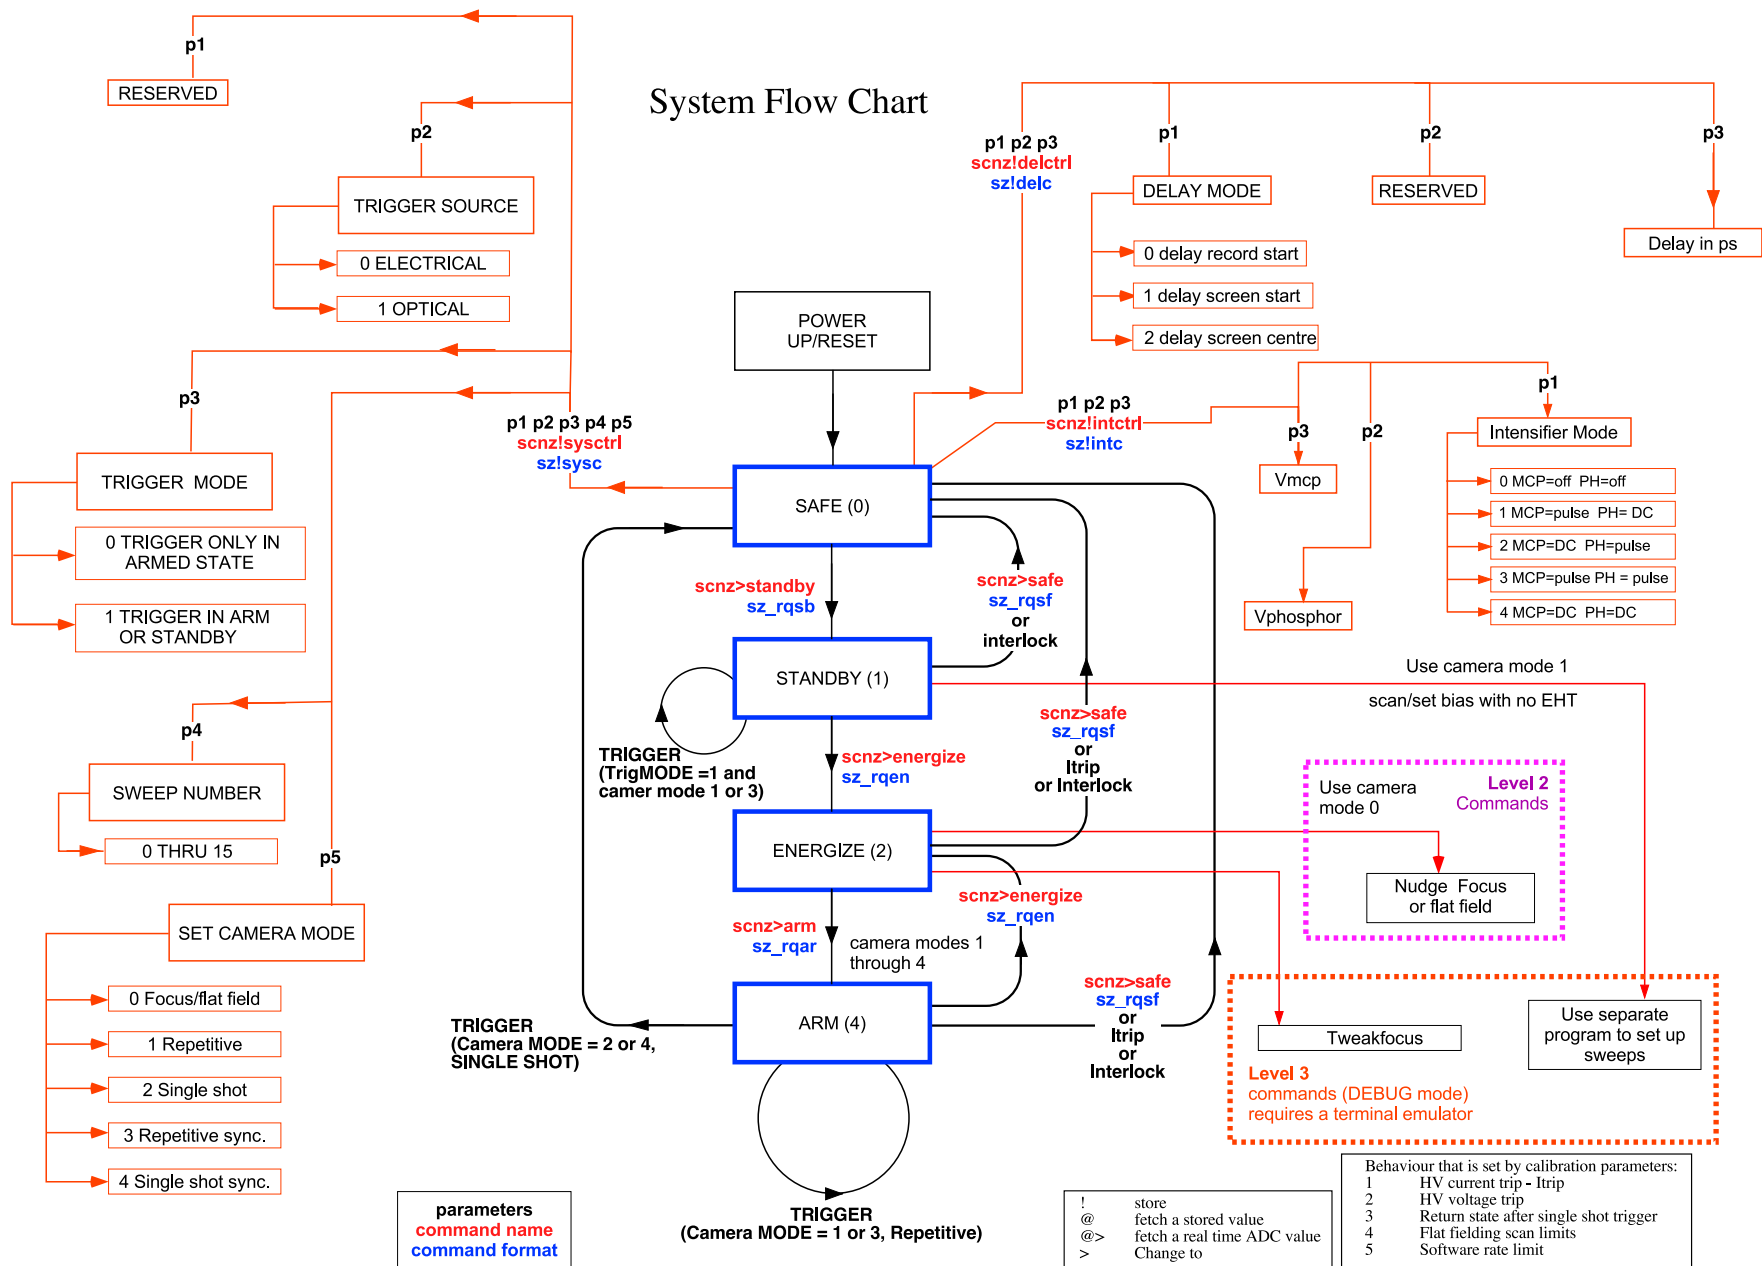 System Flow Chart
p1
RESERVED
p2
TRIGGER SOURCE
0 ELECTRICAL
1 OPTICAL
p3
TRIGGER MODE
0 TRIGGER ONLY IN
ARMED STATE
1 TRIGGER IN ARM
OR STANDBY
p4
SWEEP NUMBER
0 THRU 15
p5
SET CAMERA MODE
0 Focus/flat field
1 Repetitive
2 Single shot
3 Repetitive sync.
4 Single shot sync.
p1 p2 p3 p4 p5
scnz!sysctrl
sz!sysc
POWER
UP/RESET
p1 p2 p3
scnz!delctrl
sz!delc
p1
DELAY MODE
0 delay record start
1 delay screen start
2 delay screen centre
p2
RESERVED
p3
Delay in ps
p1 p2 p3
scnz!intctrl
sz!intc
p3
Vmcp
p2
Vphosphor
p1
Intensifier Mode
0 MCP=off PH=off
1 MCP=pulse PH= DC
2 MCP=DC PH=pulse
3 MCP=pulse PH = pulse
4 MCP=DC PH=DC
SAFE (0)
scnz>standby
sz_rqsb
scnz>safe
sz_rqsf
or
interlock
STANDBY (1)
TRIGGER
(TrigMODE =1 and
camer mode 1 or 3)
scnz>energize
sz_rqen
scnz>safe
sz_rqsf
or
Itrip
or Interlock
Use camera mode 1
scan/set bias with no EHT
ENERGIZE (2)
scnz>arm
sz_rqar
camera modes 1
through 4
scnz>energize
sz_rqen
Use camera
mode 0
Level 2
Commands
Nudge Focus
or flat field
ARM (4)
TRIGGER
(Camera MODE = 2 or 4,
SINGLE SHOT)
scnz>safe
sz_rqsf
or
Itrip
or
Interlock
Tweakfocus
Use separate
program to set up
sweeps
Level 3
commands (DEBUG mode)
requires a terminal emulator
TRIGGER
(Camera MODE = 1 or 3, Repetitive)
parameters
command name
command format
! store
@ fetch a stored value
@> fetch a real time ADC value
> Change to
Behaviour that is set by calibration parameters:
1 HV current trip - Itrip
2 HV voltage trip
3 Return state after single shot trigger
4 Flat fielding scan limits
5 Software rate limit